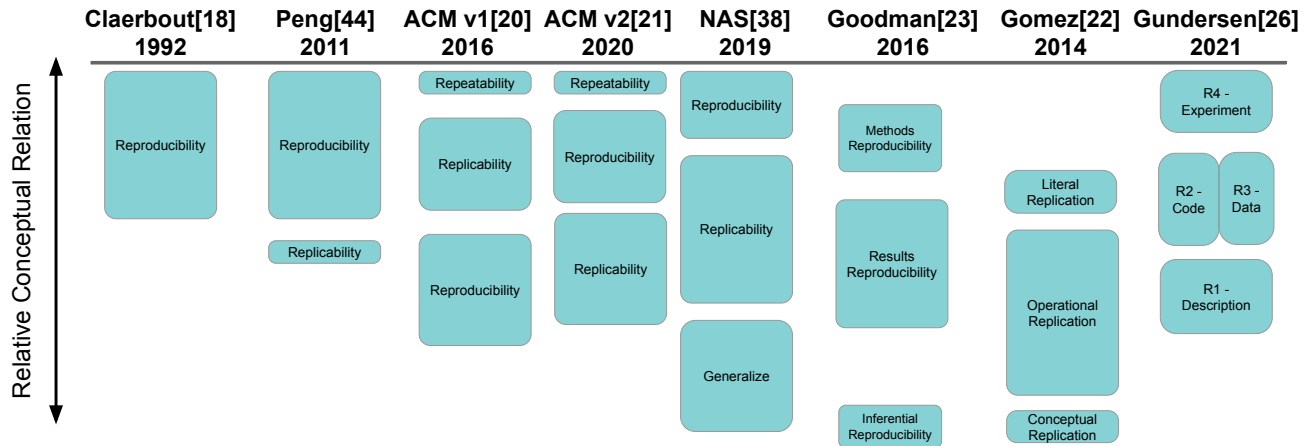 Claerbout[18] Peng[44] ACM v1[20] ACM v2[21] NAS[38] Goodman[23] Gomez[22] Gundersen[26]
1992 2011 2016 2020 2019 2016 2014 2021
Relative Conceptual Relation
Reproducibility
Reproducibility
Replicability
Repeatability
Replicability
Reproducibility
Repeatability
Reproducibility
Replicability
Reproducibility
Replicability
Generalize
Methods
Reproducibility
Results
Reproducibility
Inferential
Reproducibility
Literal
Replication
Operational
Replication
Conceptual
Replication
R4 -
Experiment
R2 -
Code
R3 -
Data
R1 -
Description